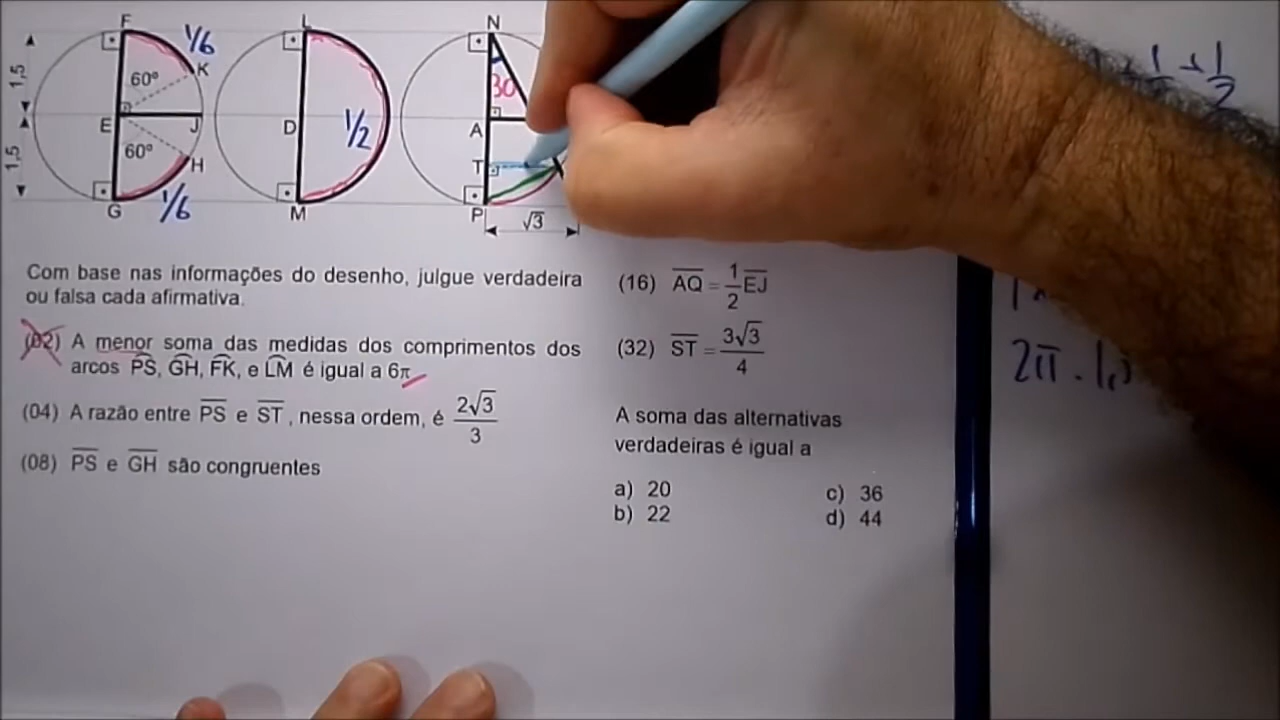 F L N
1/6
K
1,5
60°
30
E J D 1/2 A
1,5
60°
H
T
G 1/6 M P
√3
Com base nas informações do desenho, julgue verdadeira
ou falsa cada afirmativa.
(02) A menor soma das medidas dos comprimentos dos
arcos PS, GH, FK, e LM é igual a 6π
(04) A razão entre PS e ST, nessa ordem, é 2√3/3
(08) PS e GH são congruentes
(16) AQ = 1/2 EJ
(32) ST = 3√3/4
A soma das alternativas
verdadeiras é igual a
a) 20 c) 36
b) 22 d) 44
+ 1/2
2π . 1,5